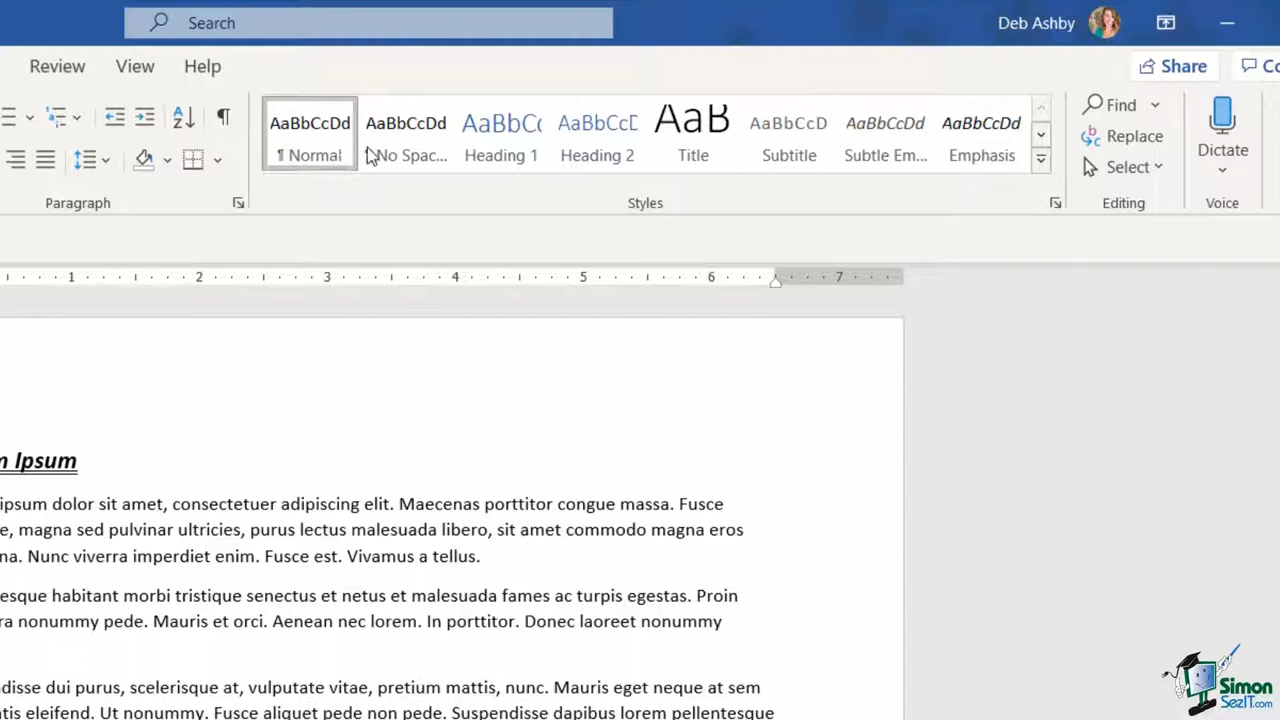 Search
Deb Ashby
Review View Help
Share Co
AaBbCcDd AaBbCcDd AaBbCc AaBbCcD AaB AaBbCcD AaBbCcDd AaBbCcDd
¶ Normal No Spac... Heading 1 Heading 2 Title Subtitle Subtle Em... Emphasis
Find
Replace
Select
Dictate
Paragraph Styles Editing Voice
1 2 3 4 5 6 7
m Ipsum
ipsum dolor sit amet, consectetuer adipiscing elit. Maecenas porttitor congue massa. Fusce
e, magna sed pulvinar ultricies, purus lectus malesuada libero, sit amet commodo magna eros
na. Nunc viverra imperdiet enim. Fusce est. Vivamus a tellus.
esque habitant morbi tristique senectus et netus et malesuada fames ac turpis egestas. Proin
ra nonummy pede. Mauris et orci. Aenean nec lorem. In porttitor. Donec laoreet nonummy
disse dui purus, scelerisque at, vulputate vitae, pretium mattis, nunc. Mauris eget neque at sem
tis eleifend. Ut nonummy. Fusce aliquet pede non pede. Suspendisse dapibus lorem pellentesque
Simon
SezIT.com